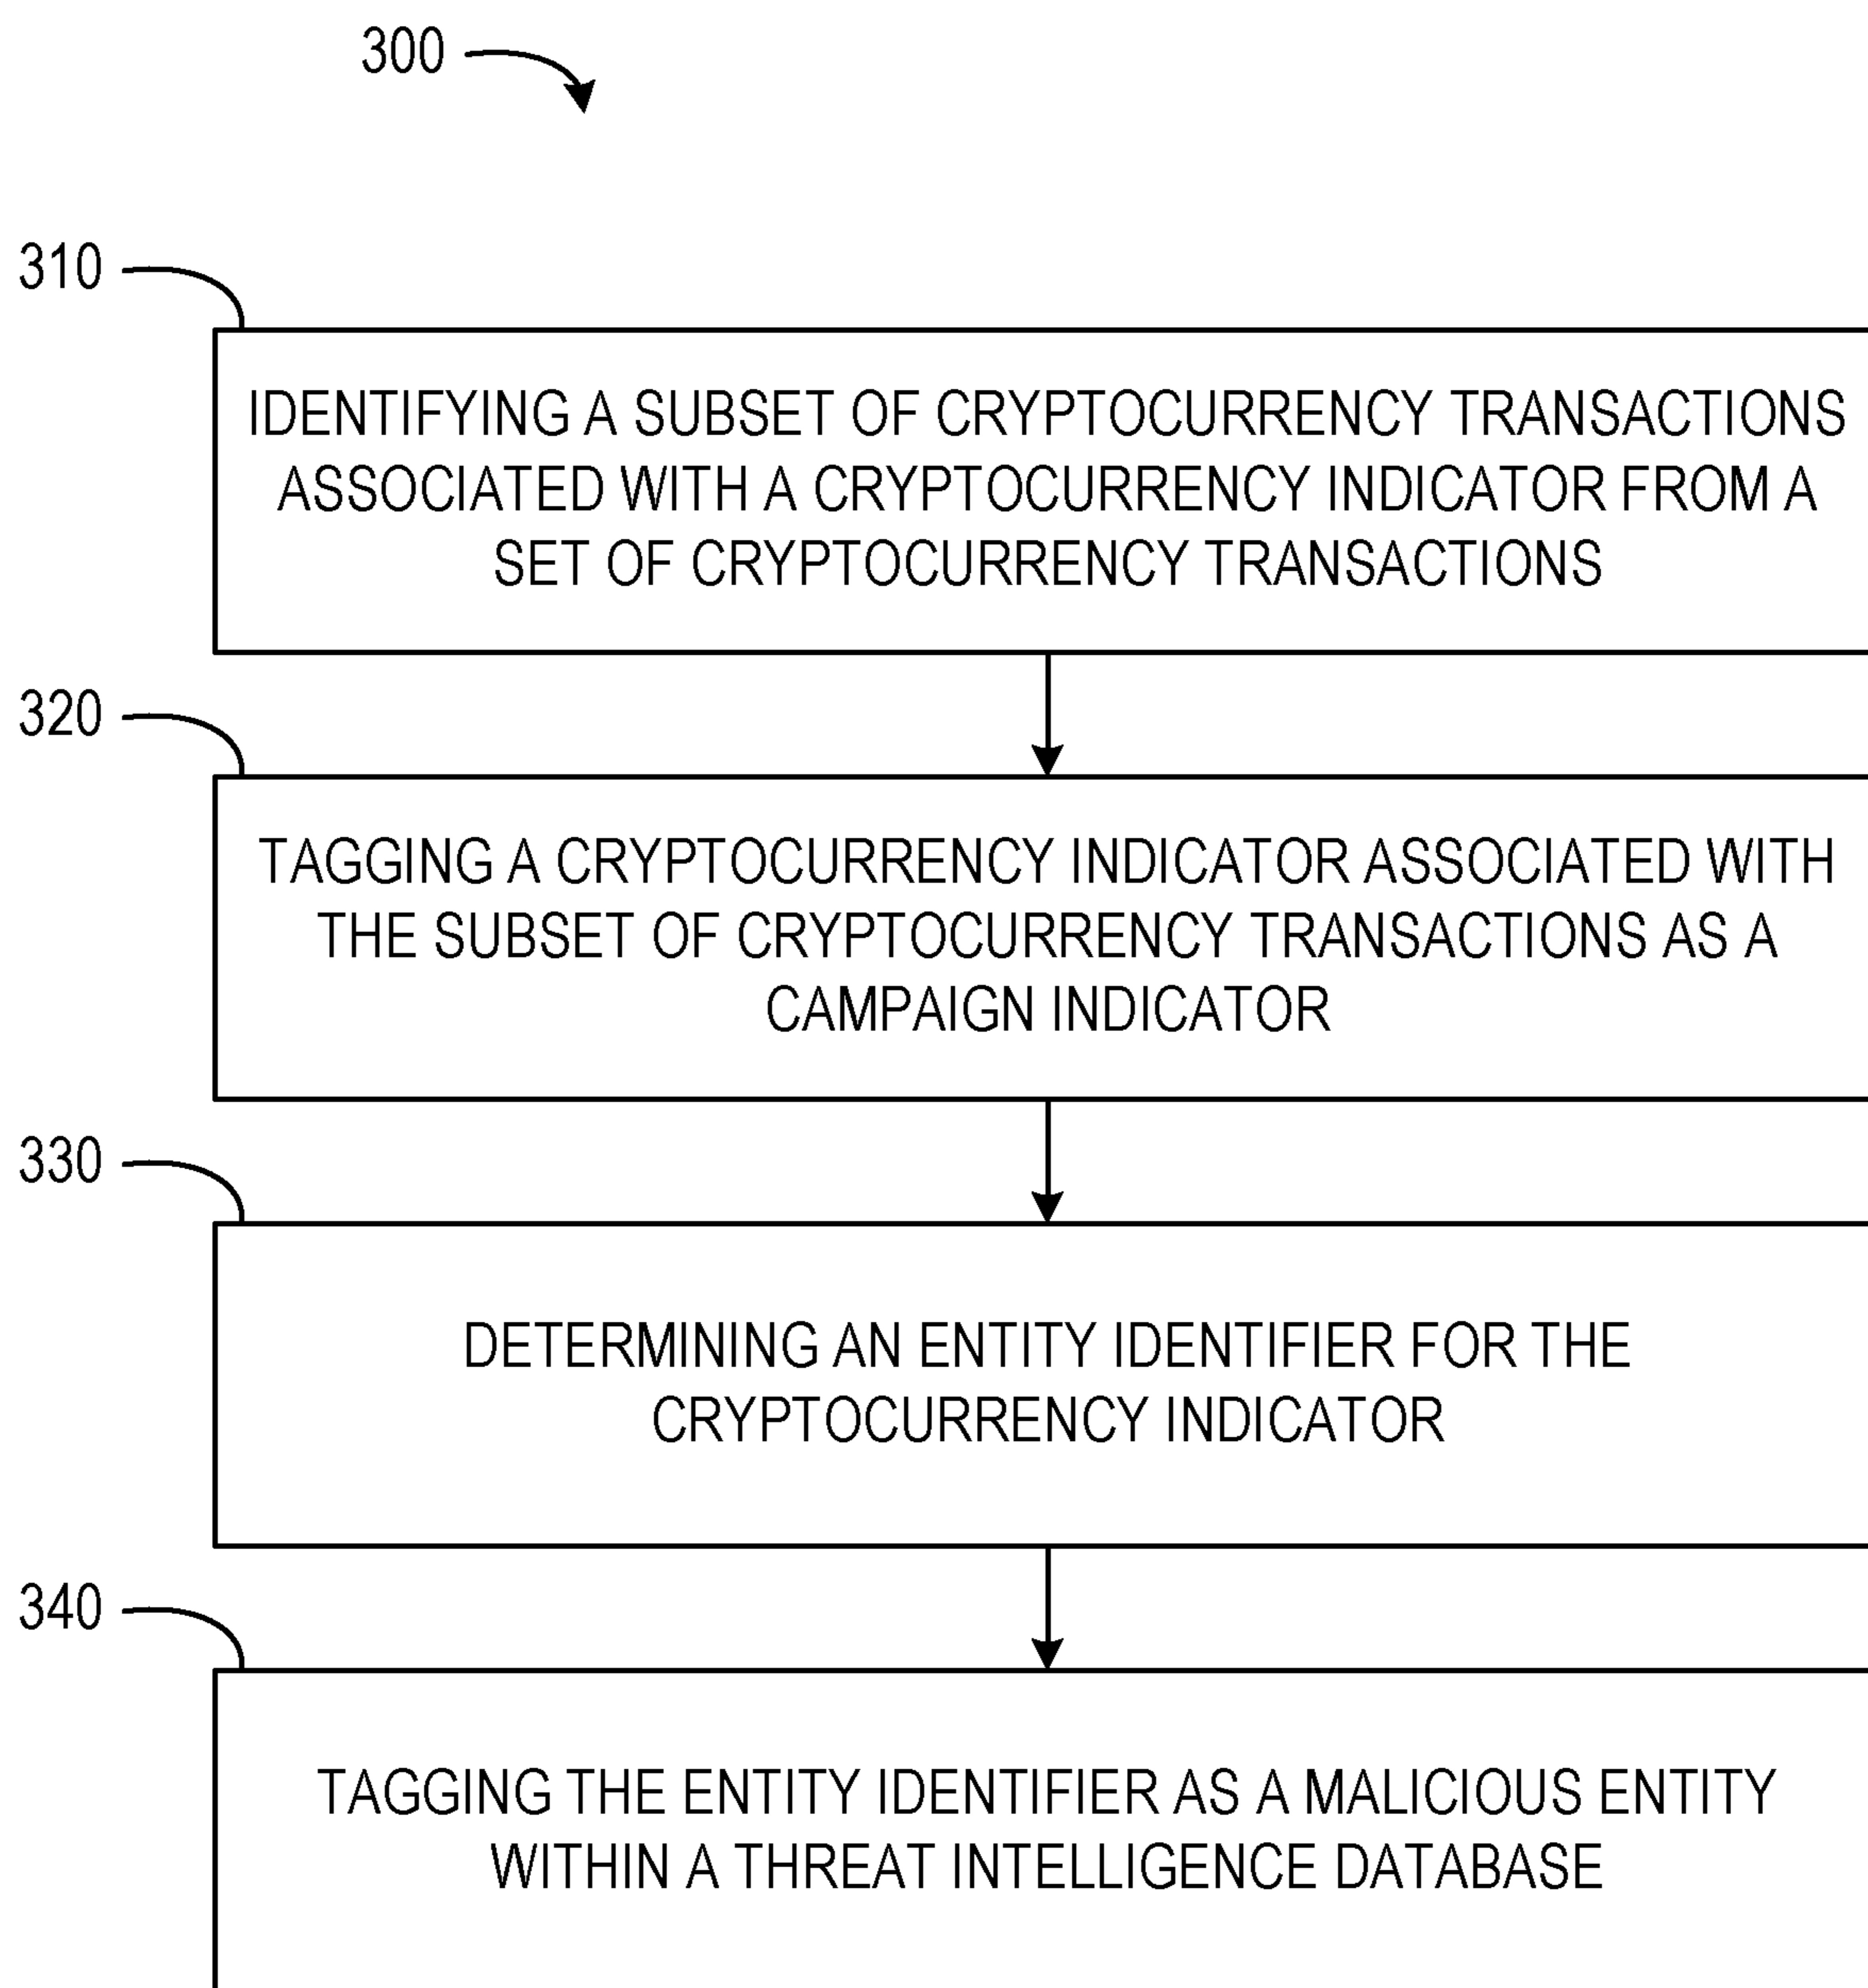 300
310
IDENTIFYING A SUBSET OF CRYPTOCURRENCY TRANSACTIONS
ASSOCIATED WITH A CRYPTOCURRENCY INDICATOR FROM A
SET OF CRYPTOCURRENCY TRANSACTIONS
320
TAGGING A CRYPTOCURRENCY INDICATOR ASSOCIATED WITH
THE SUBSET OF CRYPTOCURRENCY TRANSACTIONS AS A
CAMPAIGN INDICATOR
330
DETERMINING AN ENTITY IDENTIFIER FOR THE
CRYPTOCURRENCY INDICATOR
340
TAGGING THE ENTITY IDENTIFIER AS A MALICIOUS ENTITY
WITHIN A THREAT INTELLIGENCE DATABASE